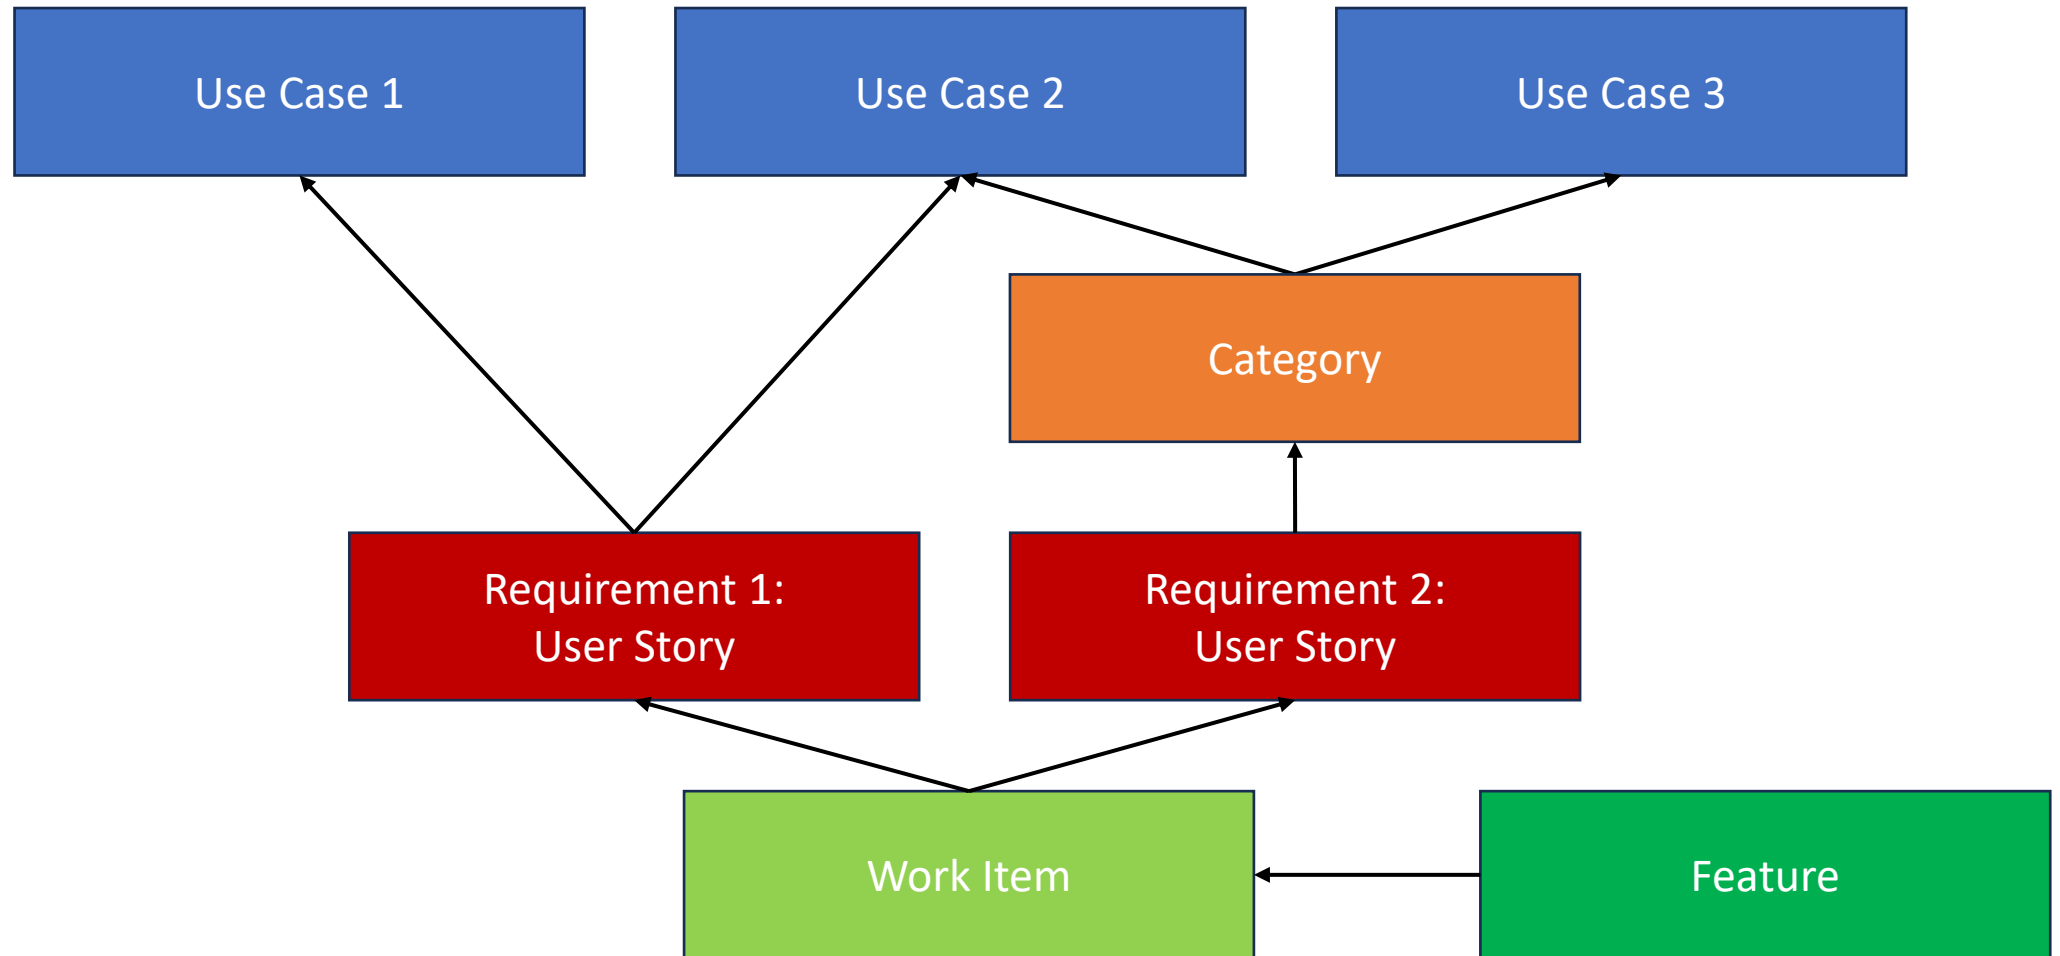 Use Case 1
Use Case 2
Use Case 3
Category
Requirement 1:
User Story
Requirement 2:
User Story
Work Item
Feature